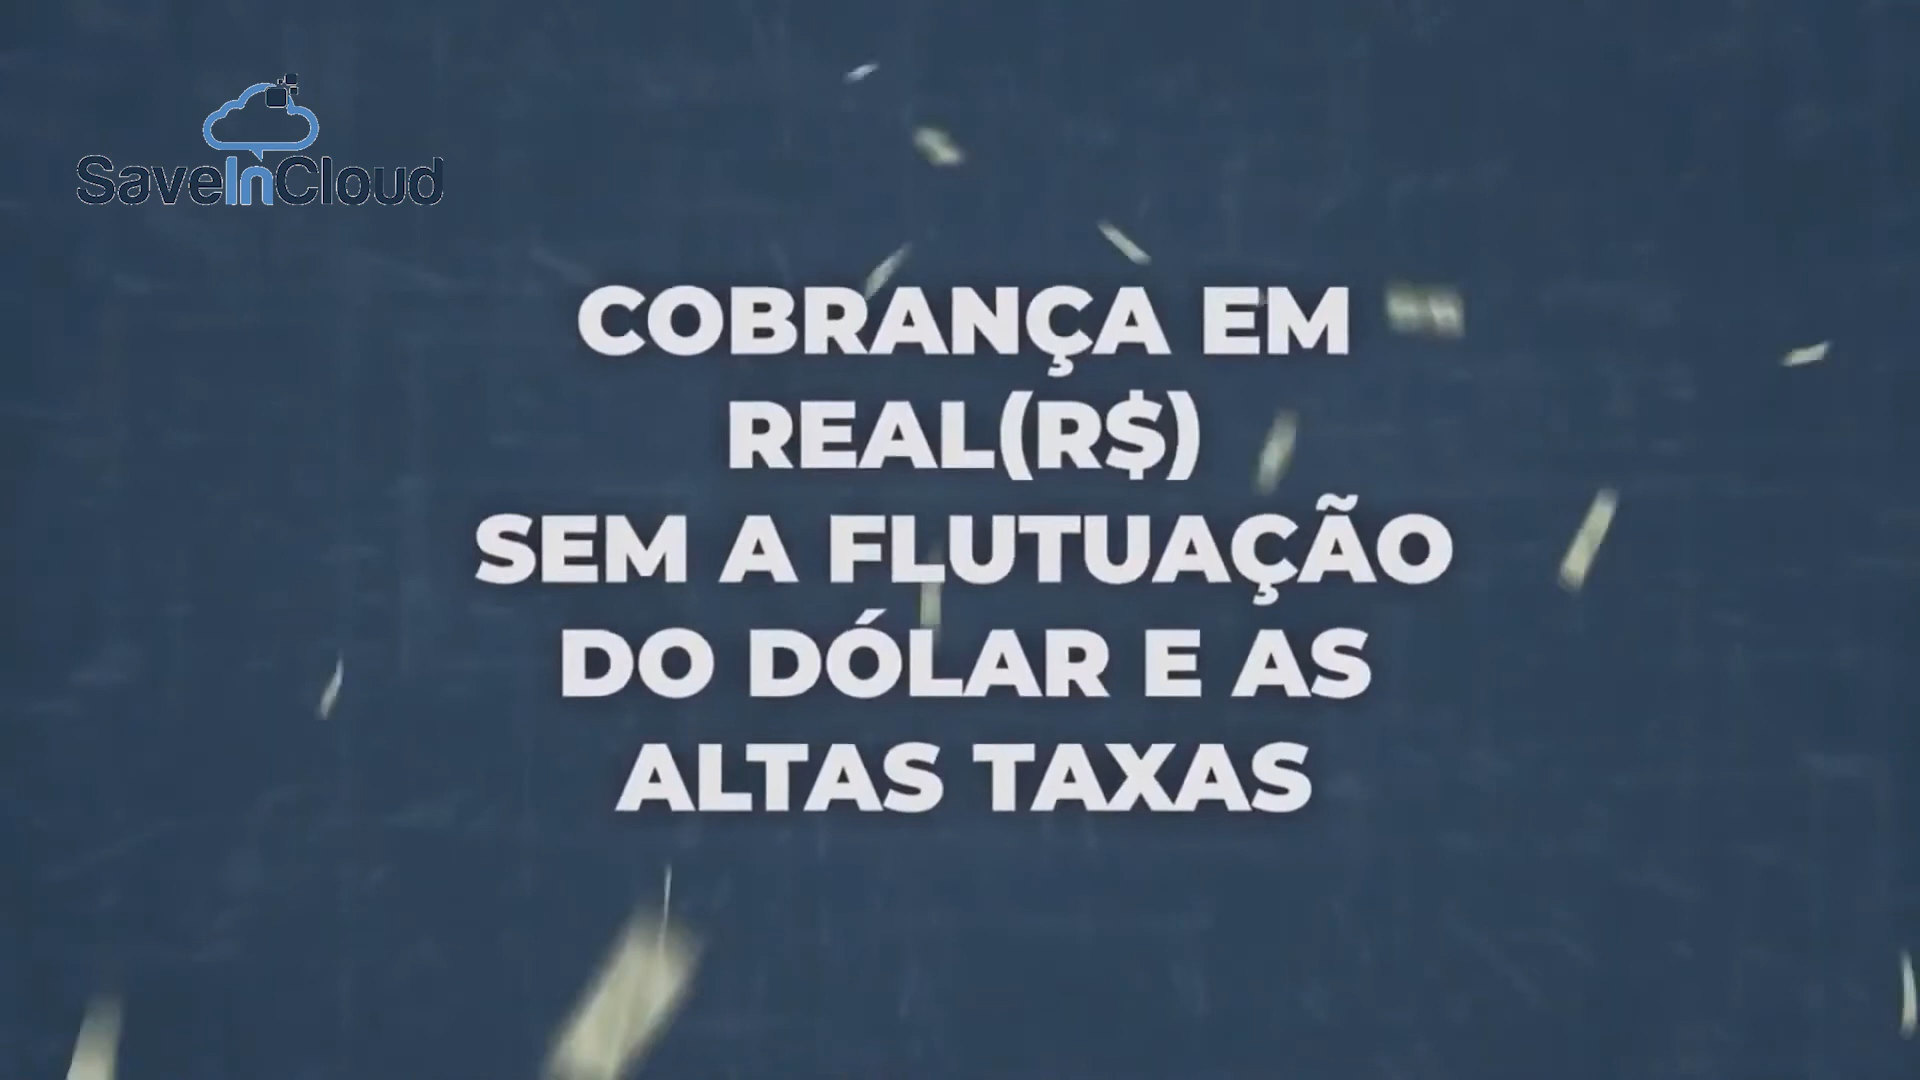 SaveInCloud
COBRANÇA EM
REAL(R$)
SEM A FLUTUAÇÃO
DO DÓLAR E AS
ALTAS TAXAS